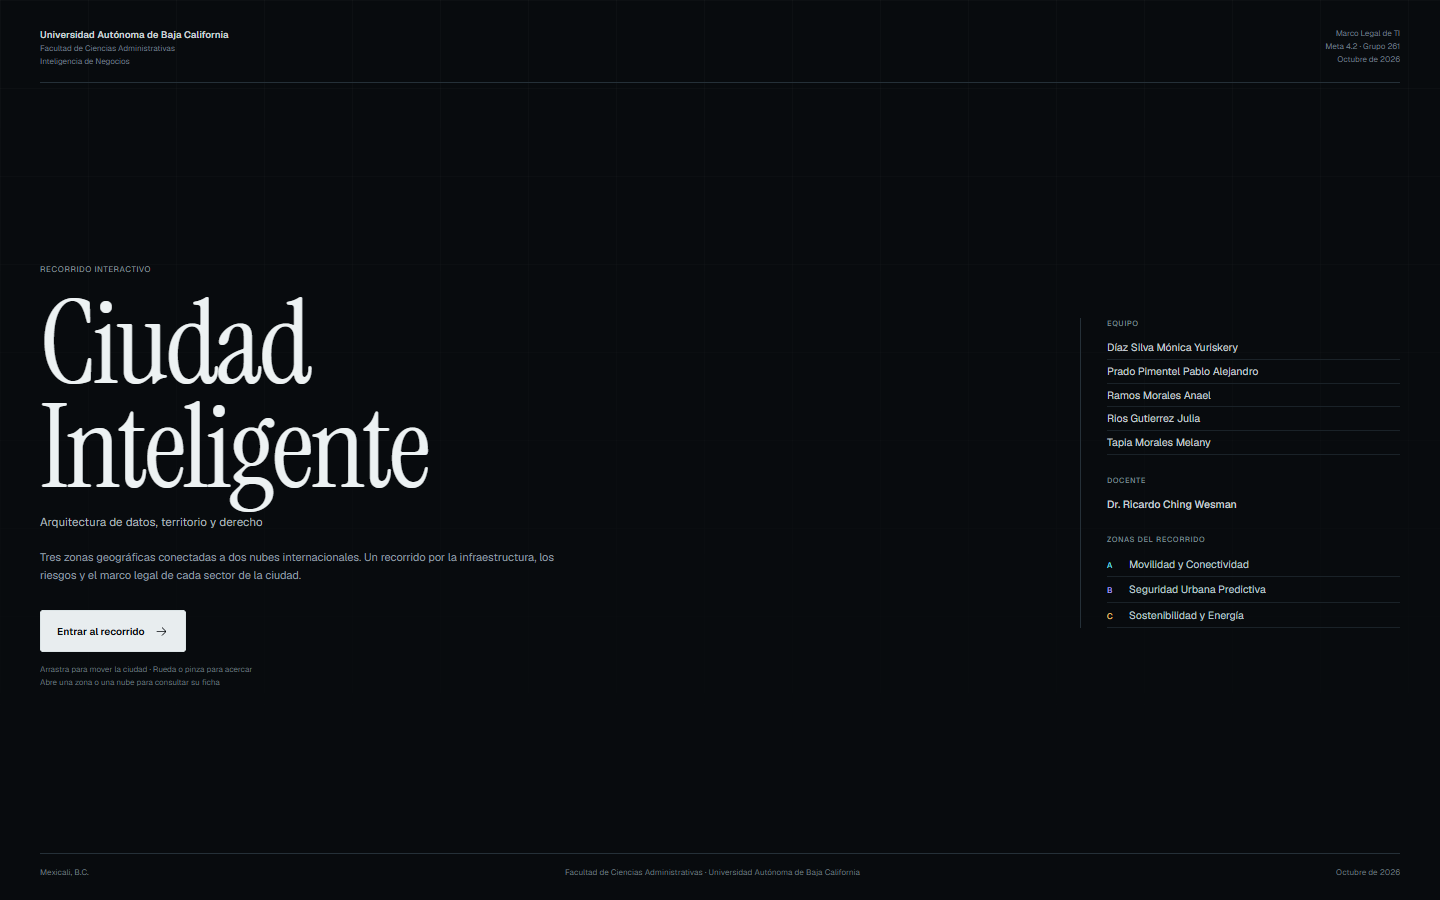 Universidad Autónoma de Baja California
Facultad de Ciencias Administrativas
Inteligencia de Negocios
Marco Legal de TI
Meta 4.2 · Grupo 261
Octubre de 2026
RECORRIDO INTERACTIVO
Ciudad
Inteligente
Arquitectura de datos, territorio y derecho
Tres zonas geográficas conectadas a dos nubes internacionales. Un recorrido por la infraestructura, los
riesgos y el marco legal de cada sector de la ciudad.
Entrar al recorrido →
Arrastra para mover la ciudad · Rueda o pinza para acercar
Abre una zona o una nube para consultar su ficha
EQUIPO
Díaz Silva Mónica Yuriskery
Prado Pimentel Pablo Alejandro
Ramos Morales Anael
Rios Gutierrez Julia
Tapia Morales Melany
DOCENTE
Dr. Ricardo Ching Wesman
ZONAS DEL RECORRIDO
A Movilidad y Conectividad
B Seguridad Urbana Predictiva
C Sostenibilidad y Energía
Mexicali, B.C.
Facultad de Ciencias Administrativas · Universidad Autónoma de Baja California
Octubre de 2026